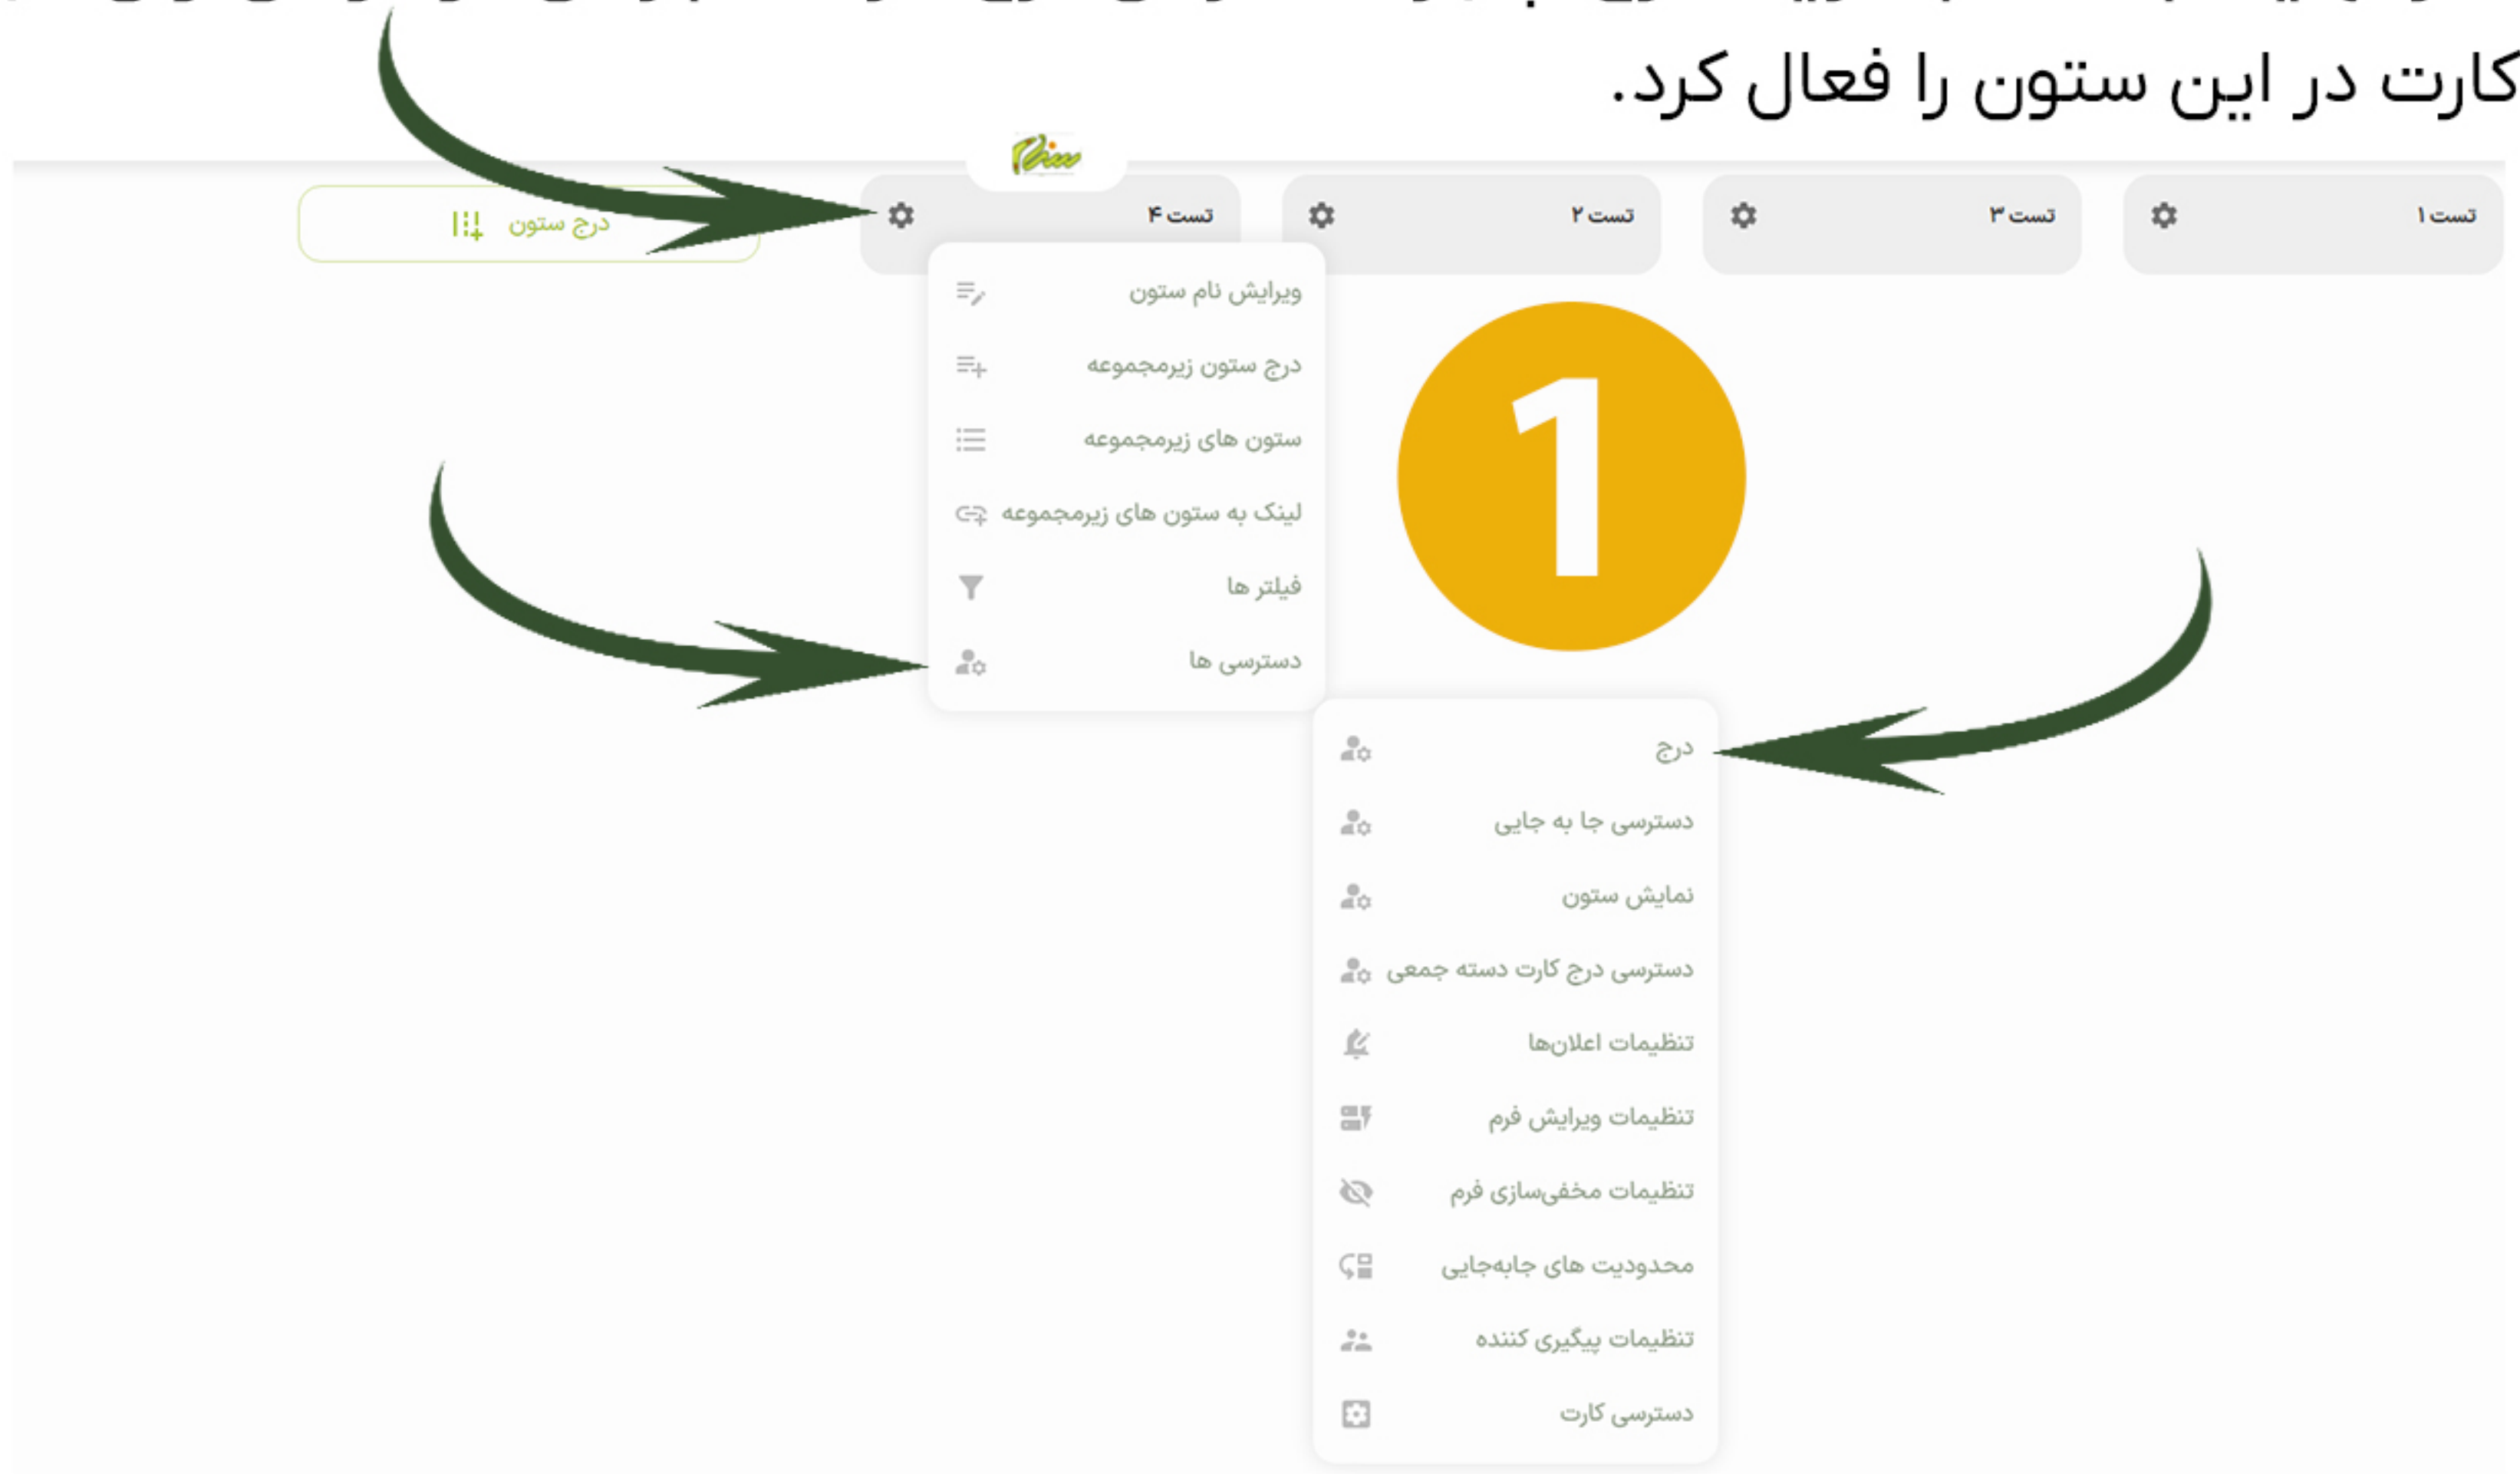 کارت در این ستون را فعال کرد.
تست ۱
تست ۳
تست ۲
تست ۴
درج ستون
ویرایش نام ستون
درج ستون زیرمجموعه
ستون های زیرمجموعه
لینک به ستون های زیرمجموعه
فیلتر ها
دسترسی ها
1
درج
دسترسی جا به جایی
نمایش ستون
دسترسی درج کارت دسته جمعی
تنظیمات اعلان‌ها
تنظیمات ویرایش فرم
تنظیمات مخفی‌سازی فرم
محدودیت های جابه‌جایی
تنظیمات پیگیری کننده
دسترسی کارت